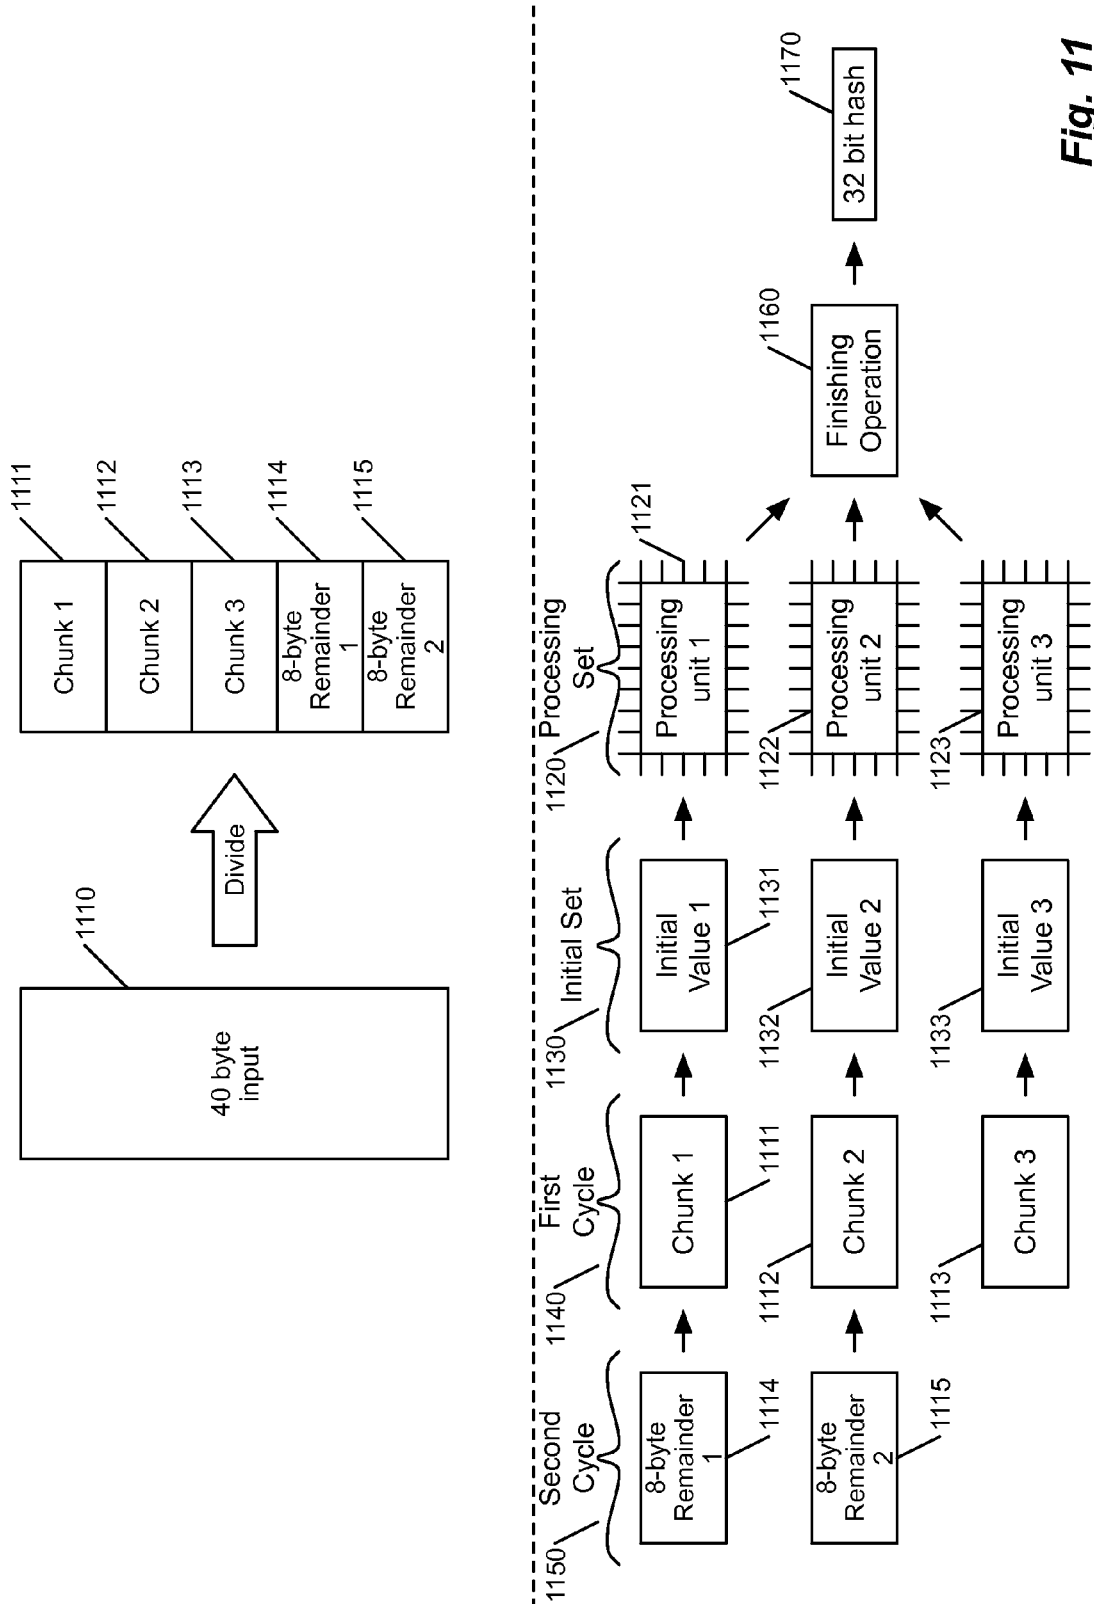 40 byte
input
1110
Divide
Chunk 1
Chunk 2
Chunk 3
8-byte
Remainder
1
8-byte
Remainder
2
1111
1112
1113
1114
1115
Second
Cycle
1150
First
Cycle
1140
Initial Set
1130
Processing
Set
1120
8-byte
Remainder
1
1114
Chunk 1
1111
Initial
Value 1
1131
Processing
unit 1
1121
8-byte
Remainder
2
1115
Chunk 2
1112
Initial
Value 2
1132
Processing
unit 2
1122
Chunk 3
1113
Initial
Value 3
1133
Processing
unit 3
1123
Finishing
Operation
1160
32 bit hash
1170
Fig. 11